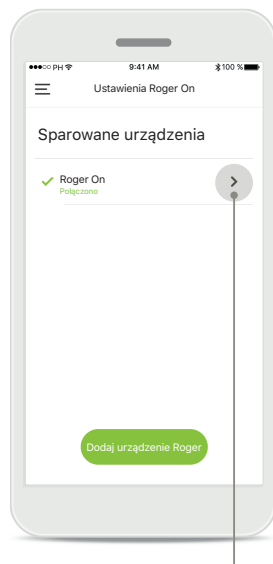 ●●●○○ PH 9:41 AM 100 %
Ustawienia Roger On
Sparowane urządzenia
Roger On
Połączono
Dodaj urządzenie Roger